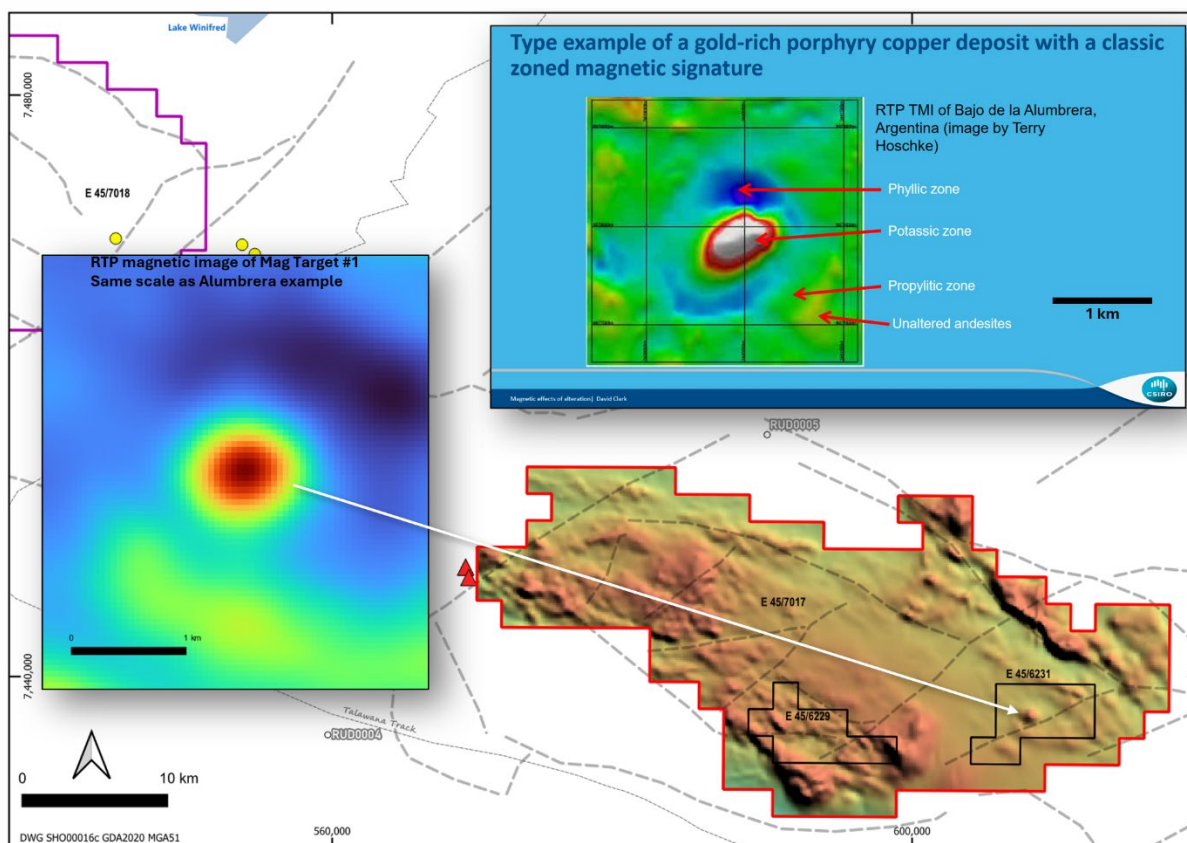 Lake Winifred
7,480,000
E 45/7018
Type example of a gold-rich porphyry copper deposit with a classic
zoned magnetic signature
RTP TMI of Bajo de la Alumbrera,
Argentina (image by Terry
Hoschke)
Phyllic zone
Potassic zone
Propylitic zone
Unaltered andesites
1 km
Magnetic effects of alteration| David Clark
CSIRO
RTP magnetic image of Mag Target #1
Same scale as Alumbrera example
0 1 km
RUD0005
E 45/7017
E 45/6231
E 45/6229
7,440,000
Talawana Track
RUD0004
0 10 km
DWG SHO00016c GDA2020 MGA51
560,000
600,000